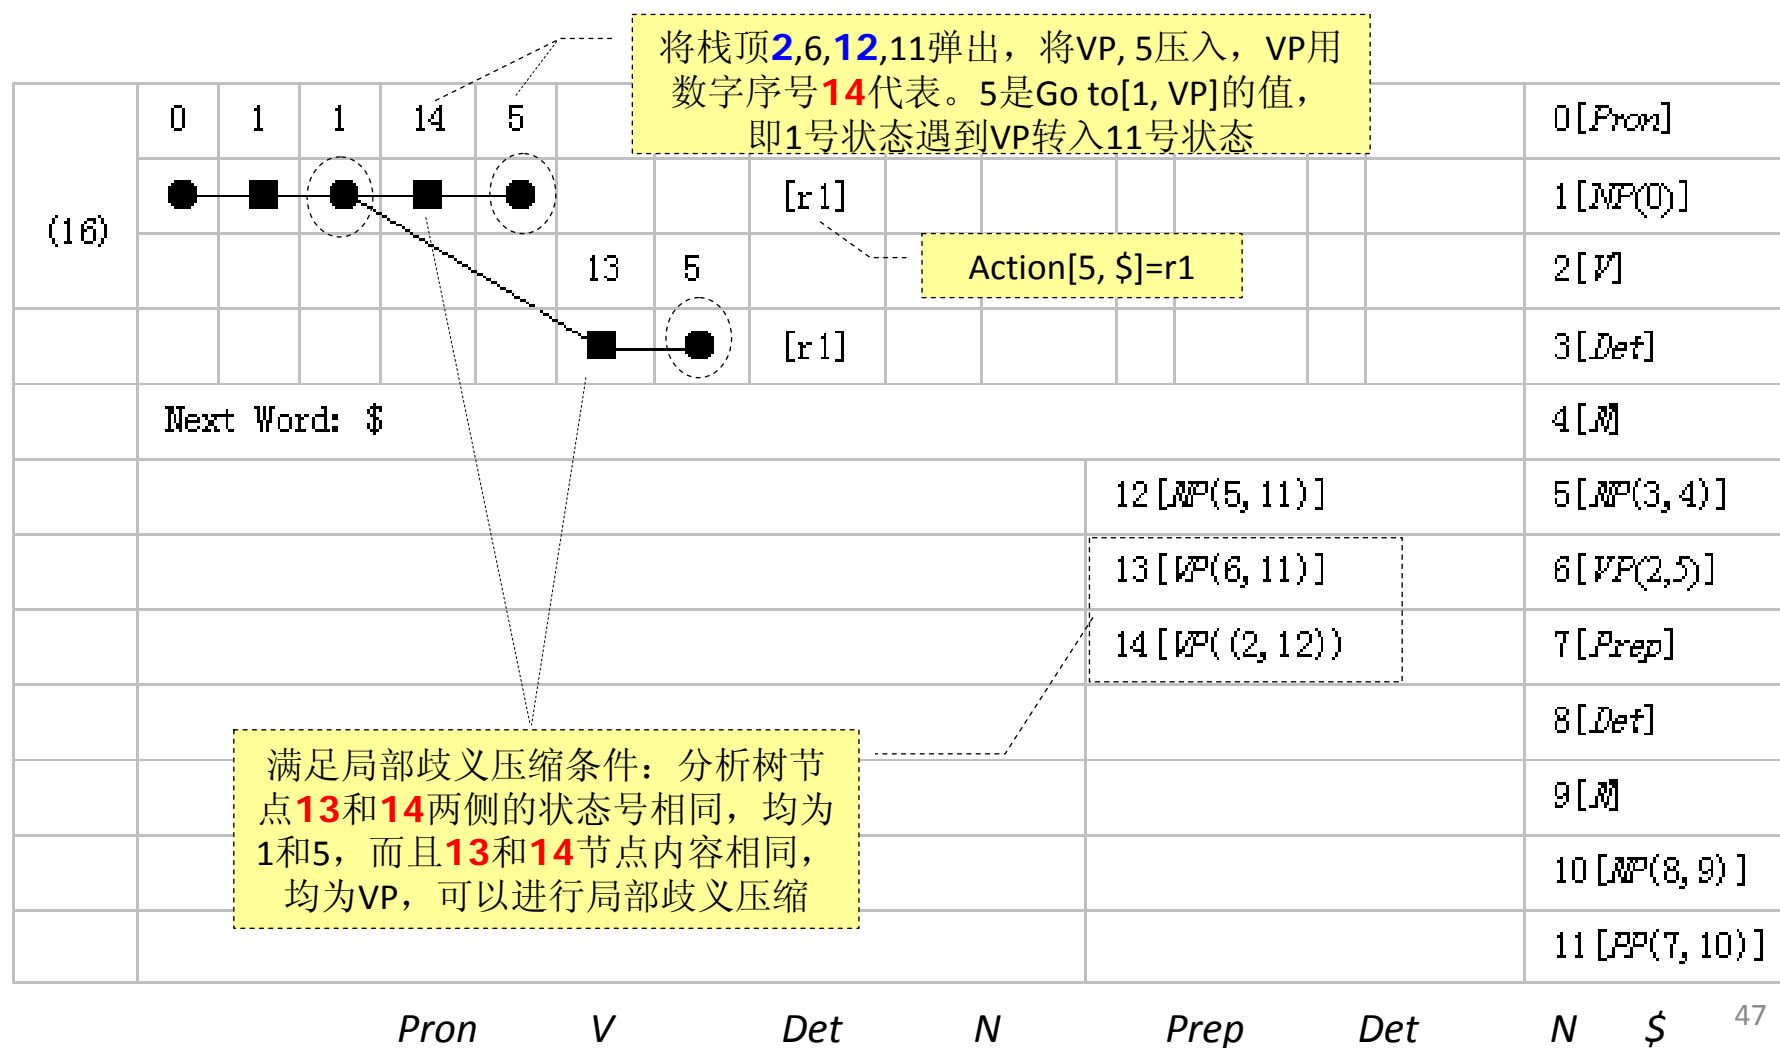 将栈顶2,6,12,11弹出，将VP, 5压入，VP用
数字序号14代表。5是Go to[1, VP]的值，
即1号状态遇到VP转入11号状态
0 1 1 14 5
0[Pron]
(16)
[r1]
1[NP(0)]
13 5
Action[5, $]=r1
2[V]
[r1]
3[Det]
Next Word: $
4[N]
12[NP(5, 11)]
5[NP(3, 4)]
13[VP(6, 11)]
6[VP(2,5)]
14[VP((2, 12))
7[Prep]
8[Det]
满足局部歧义压缩条件：分析树节
点13和14两侧的状态号相同，均为
1和5，而且13和14节点内容相同，
均为VP，可以进行局部歧义压缩
9[N]
10[NP(8, 9)]
11[PP(7, 10)]
Pron V Det N Prep Det N $
47